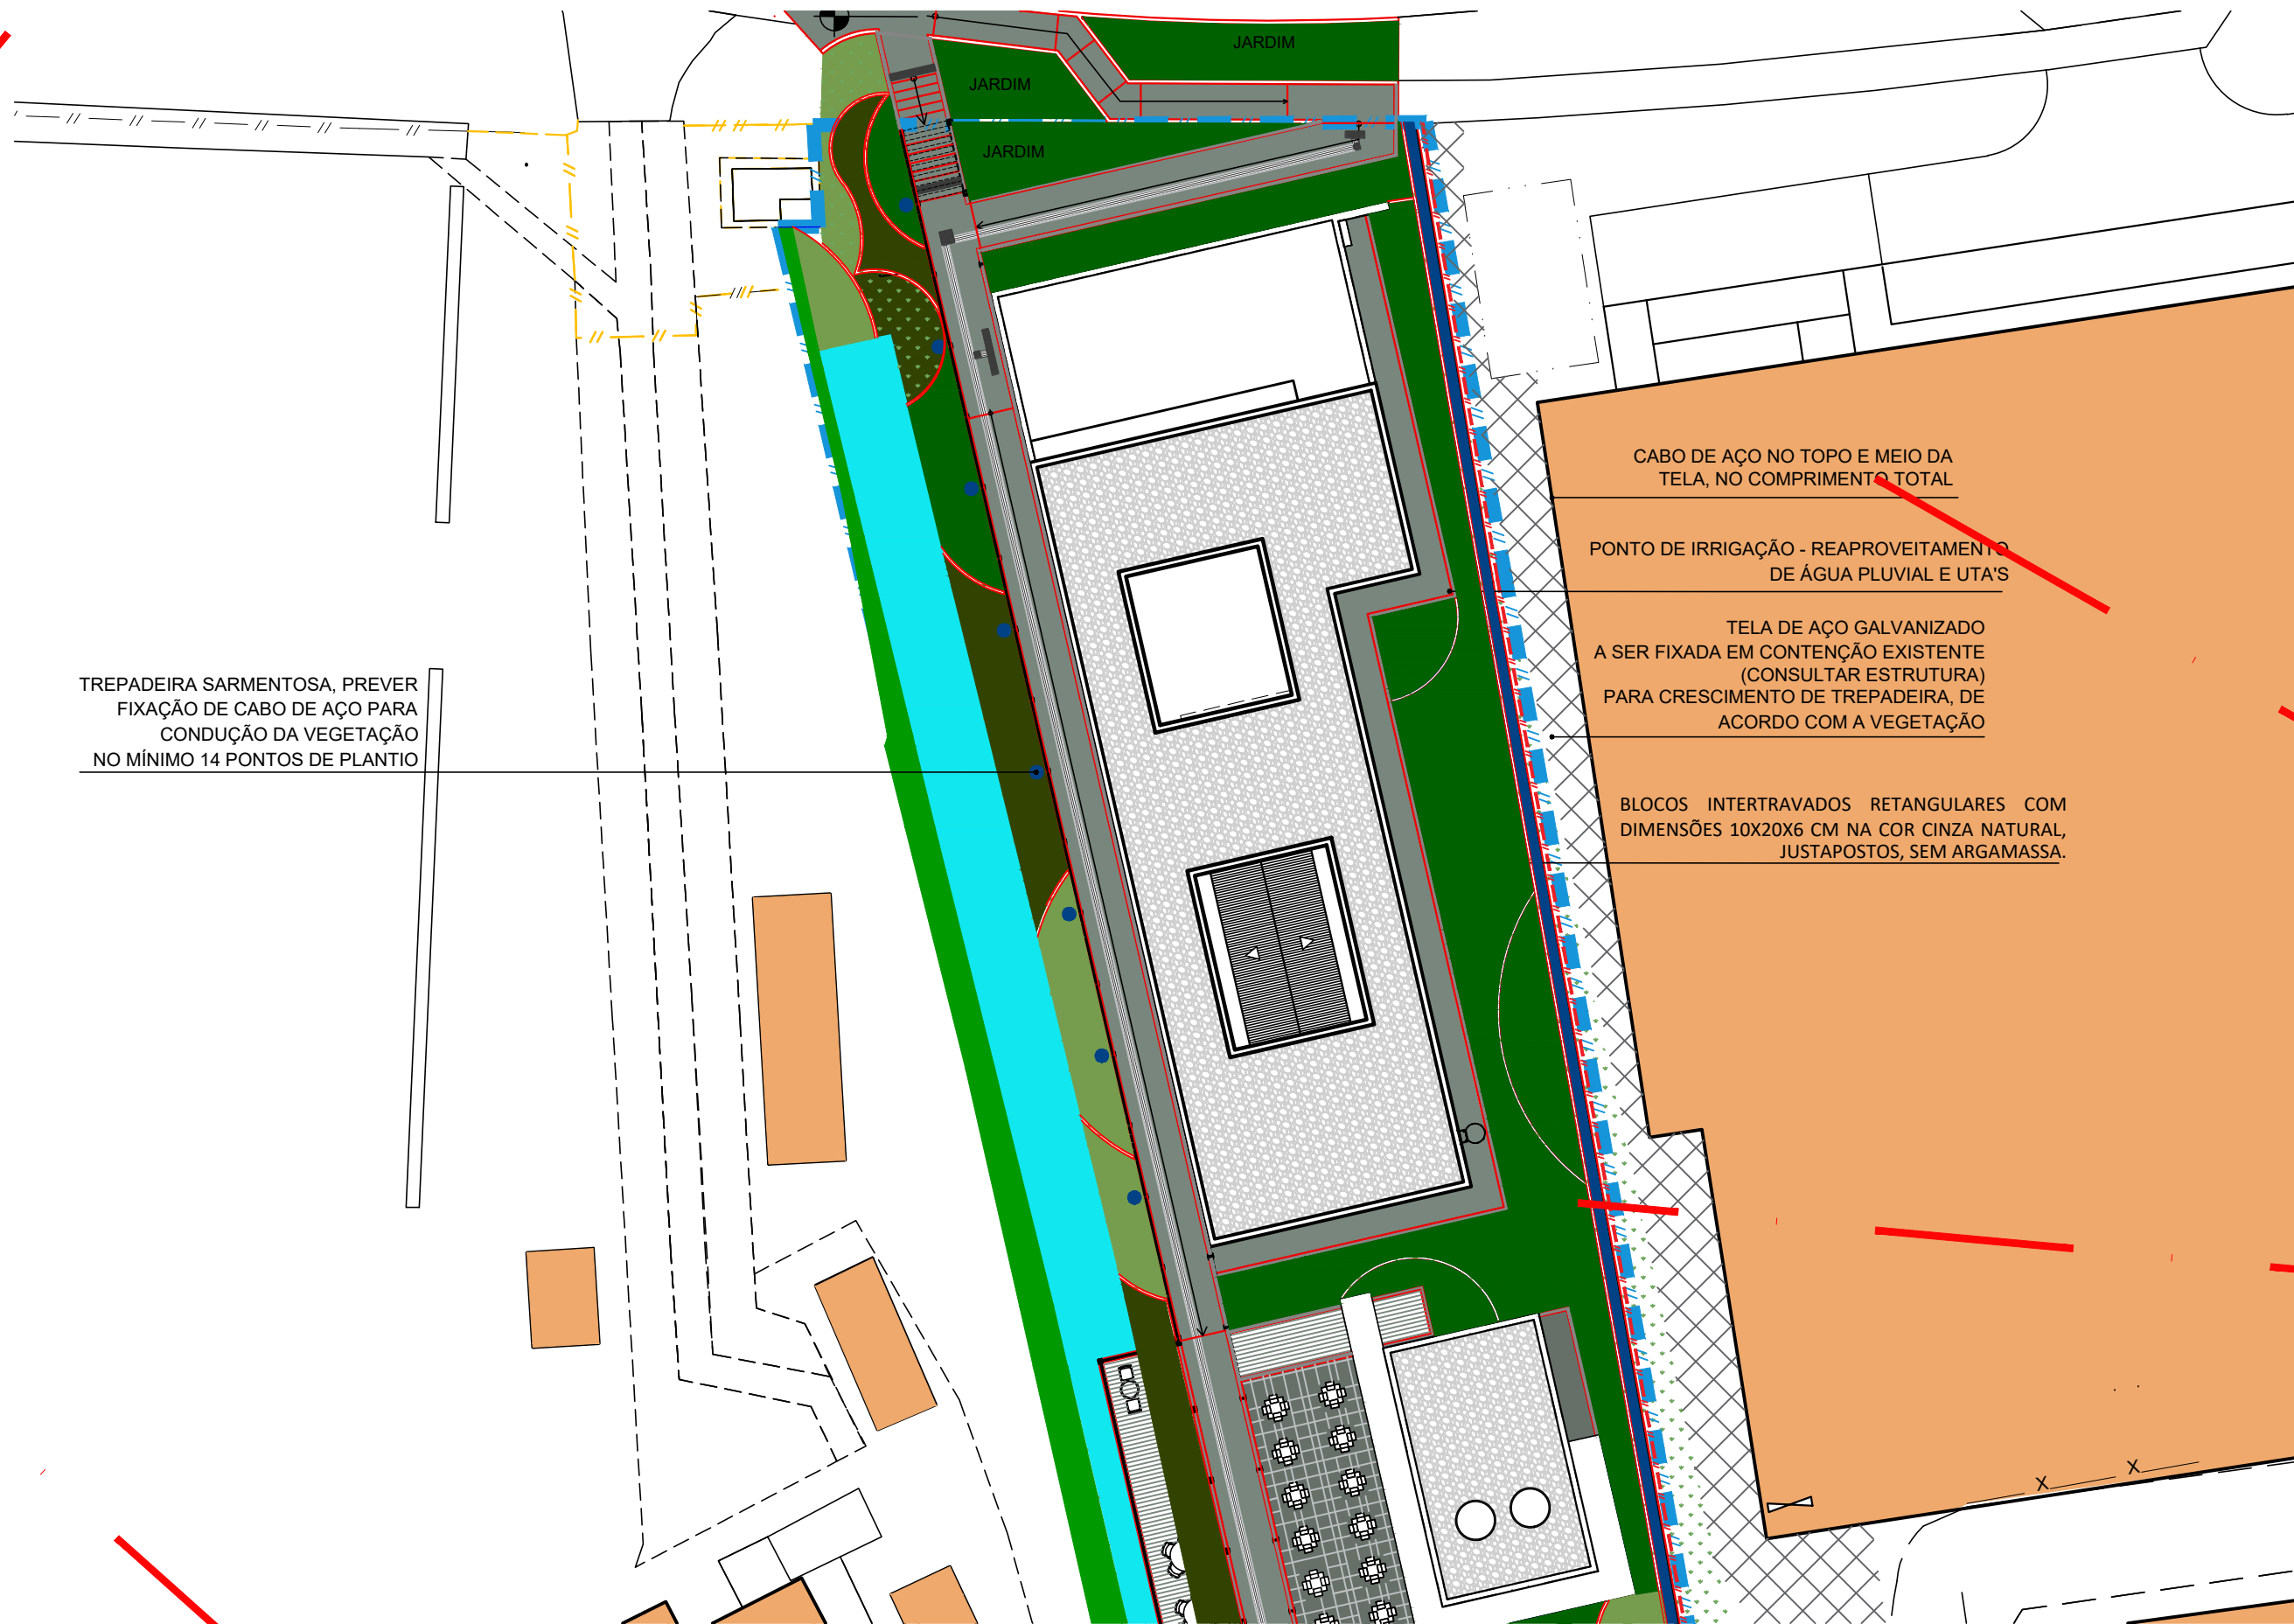 JARDIM
JARDIM
JARDIM
CABO DE AÇO NO TOPO E MEIO DA
TELA, NO COMPRIMENTO TOTAL
PONTO DE IRRIGAÇÃO - REAPROVEITAMENTO
DE ÁGUA PLUVIAL E UTA'S
TELA DE AÇO GALVANIZADO
A SER FIXADA EM CONTENÇÃO EXISTENTE
(CONSULTAR ESTRUTURA)
PARA CRESCIMENTO DE TREPADEIRA, DE
ACORDO COM A VEGETAÇÃO
TREPADEIRA SARMENTOSA, PREVER
FIXAÇÃO DE CABO DE AÇO PARA
CONDUÇÃO DA VEGETAÇÃO
NO MÍNIMO 14 PONTOS DE PLANTIO
BLOCOS INTERTRAVADOS RETANGULARES COM
DIMENSÕES 10X20X6 CM NA COR CINZA NATURAL,
JUSTAPOSTOS, SEM ARGAMASSA.
X X